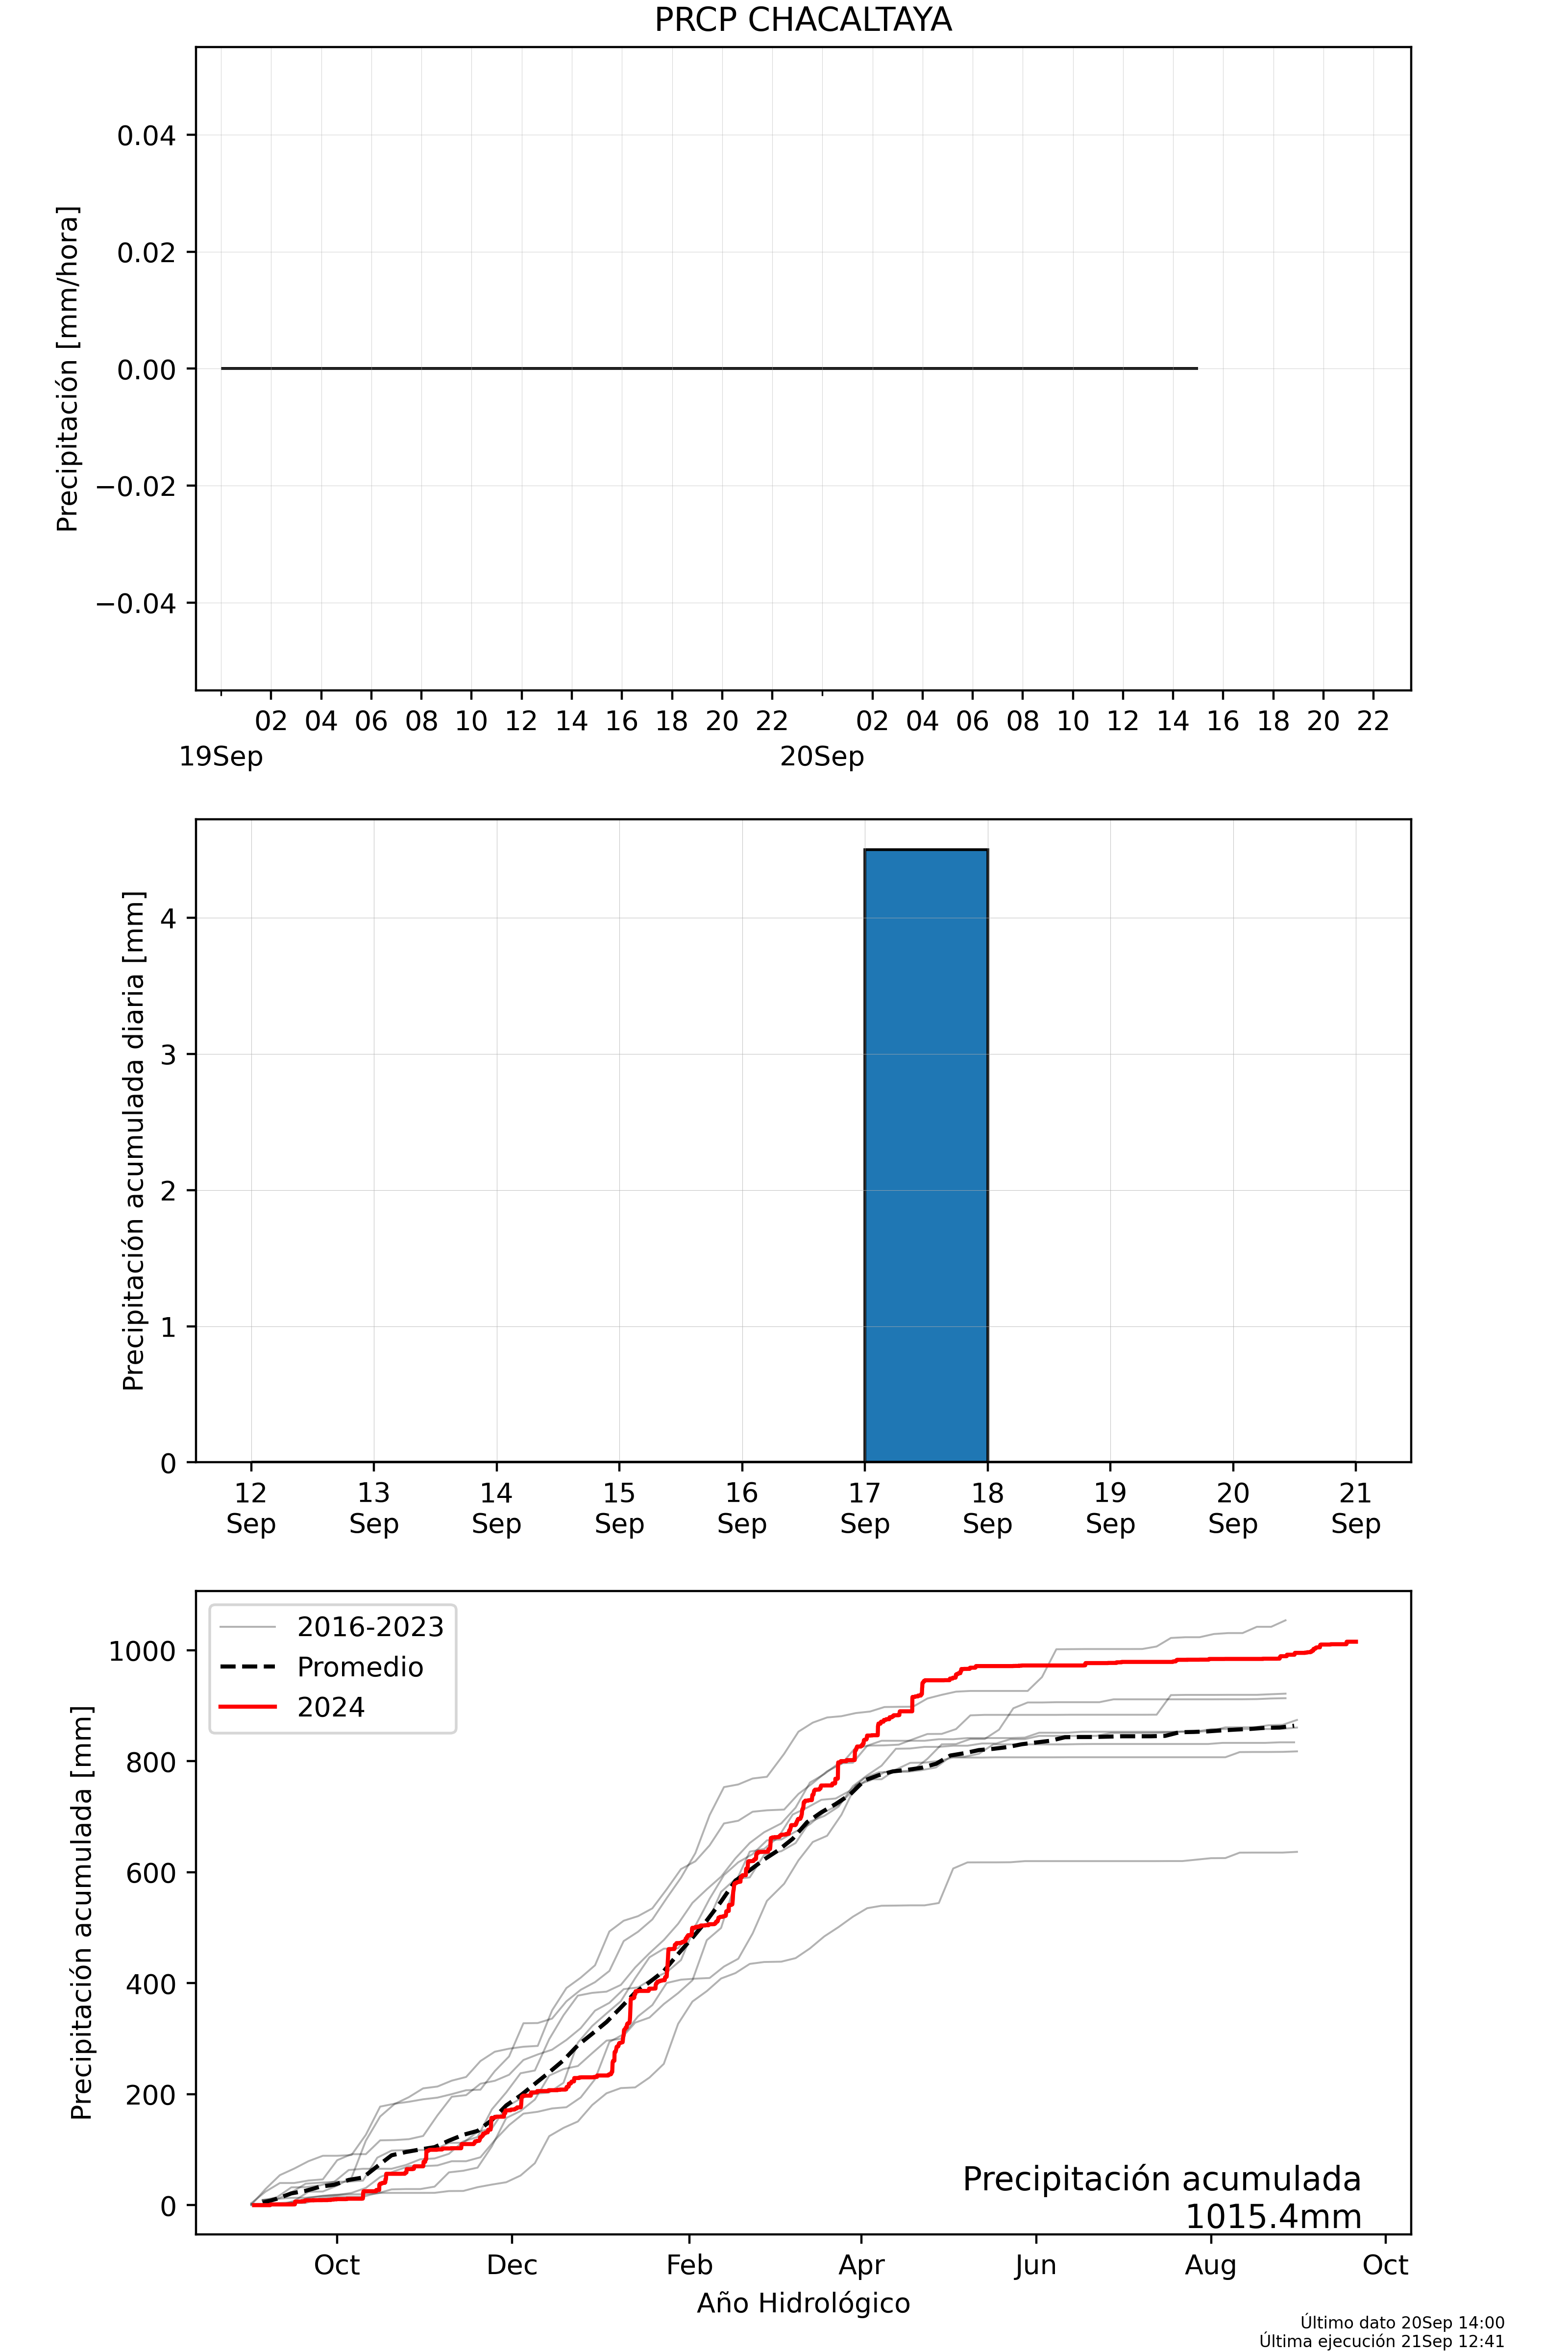 PRCP CHACALTAYA
Precipitación [mm/hora]
0.04
0.02
0.00
−0.02
−0.04
02 04 06 08 10 12 14 16 18 20 22 02 04 06 08 10 12 14 16 18 20 22
19Sep 20Sep
Precipitación acumulada diaria [mm]
4
3
2
1
0
12 13 14 15 16 17 18 19 20 21
Sep Sep Sep Sep Sep Sep Sep Sep Sep Sep
Precipitación acumulada [mm]
1000
800
600
400
200
0
2016-2023
Promedio
2024
Precipitación acumulada
1015.4mm
Oct Dec Feb Apr Jun Aug Oct
Año Hidrológico
Último dato 20Sep 14:00
Última ejecución 21Sep 12:41